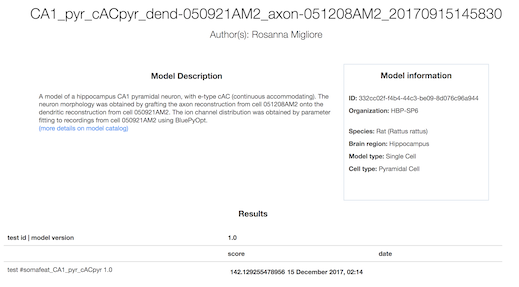 CA1_pyr_cACpyr_dend-050921AM2_axon-051208AM2_20170915145830
Author(s): Rosanna Migliore
Model Description
A model of a hippocampus CA1 pyramidal neuron, with e-type cAC (continuous accommodating). The
neuron morphology was obtained by grafting the axon reconstruction from cell 051208AM2 onto the
dendritic reconstruction from cell 050921AM2. The ion channel distribution was obtained by parameter
fitting to recordings from cell 050921AM2 using BluePyOpt.
(more details on model catalog)
Model information
ID: 332cc02f-f4b4-44c3-be09-8d076c96a944
Organization: HBP-SP6
Species: Rat (Rattus rattus)
Brain region: Hippocampus
Model type: Single Cell
Cell type: Pyramidal Cell
Results
test id | model version 1.0
score date
test #somafeat_CA1_pyr_cACpyr 1.0 142.129255478956 15 December 2017, 02:14